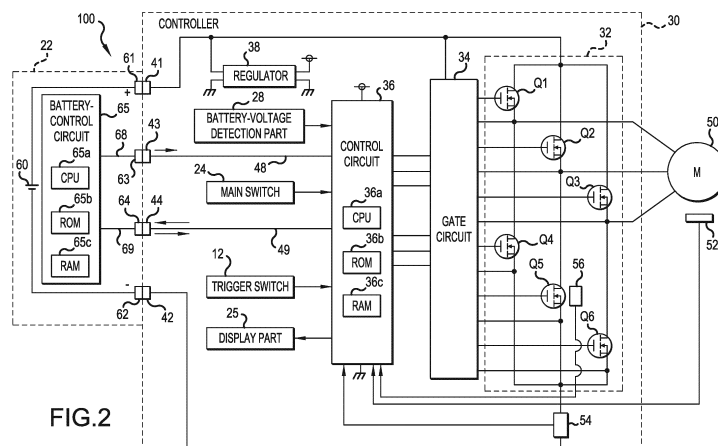 100
CONTROLLER
30
22
61
41
38
REGULATOR
34
32
+
BATTERY-
CONTROL
CIRCUIT
65
28
BATTERY-VOLTAGE
DETECTION PART
36
CONTROL
CIRCUIT
Q1
50
M
60
68
43
65a
CPU
63
48
24
MAIN SWITCH
36a
CPU
Q2
Q3
65b
ROM
64
44
65c
RAM
69
49
36b
ROM
GATE
CIRCUIT
Q4
52
12
TRIGGER SWITCH
36c
RAM
Q5
56
-
62
42
25
DISPLAY PART
Q6
54
FIG.2